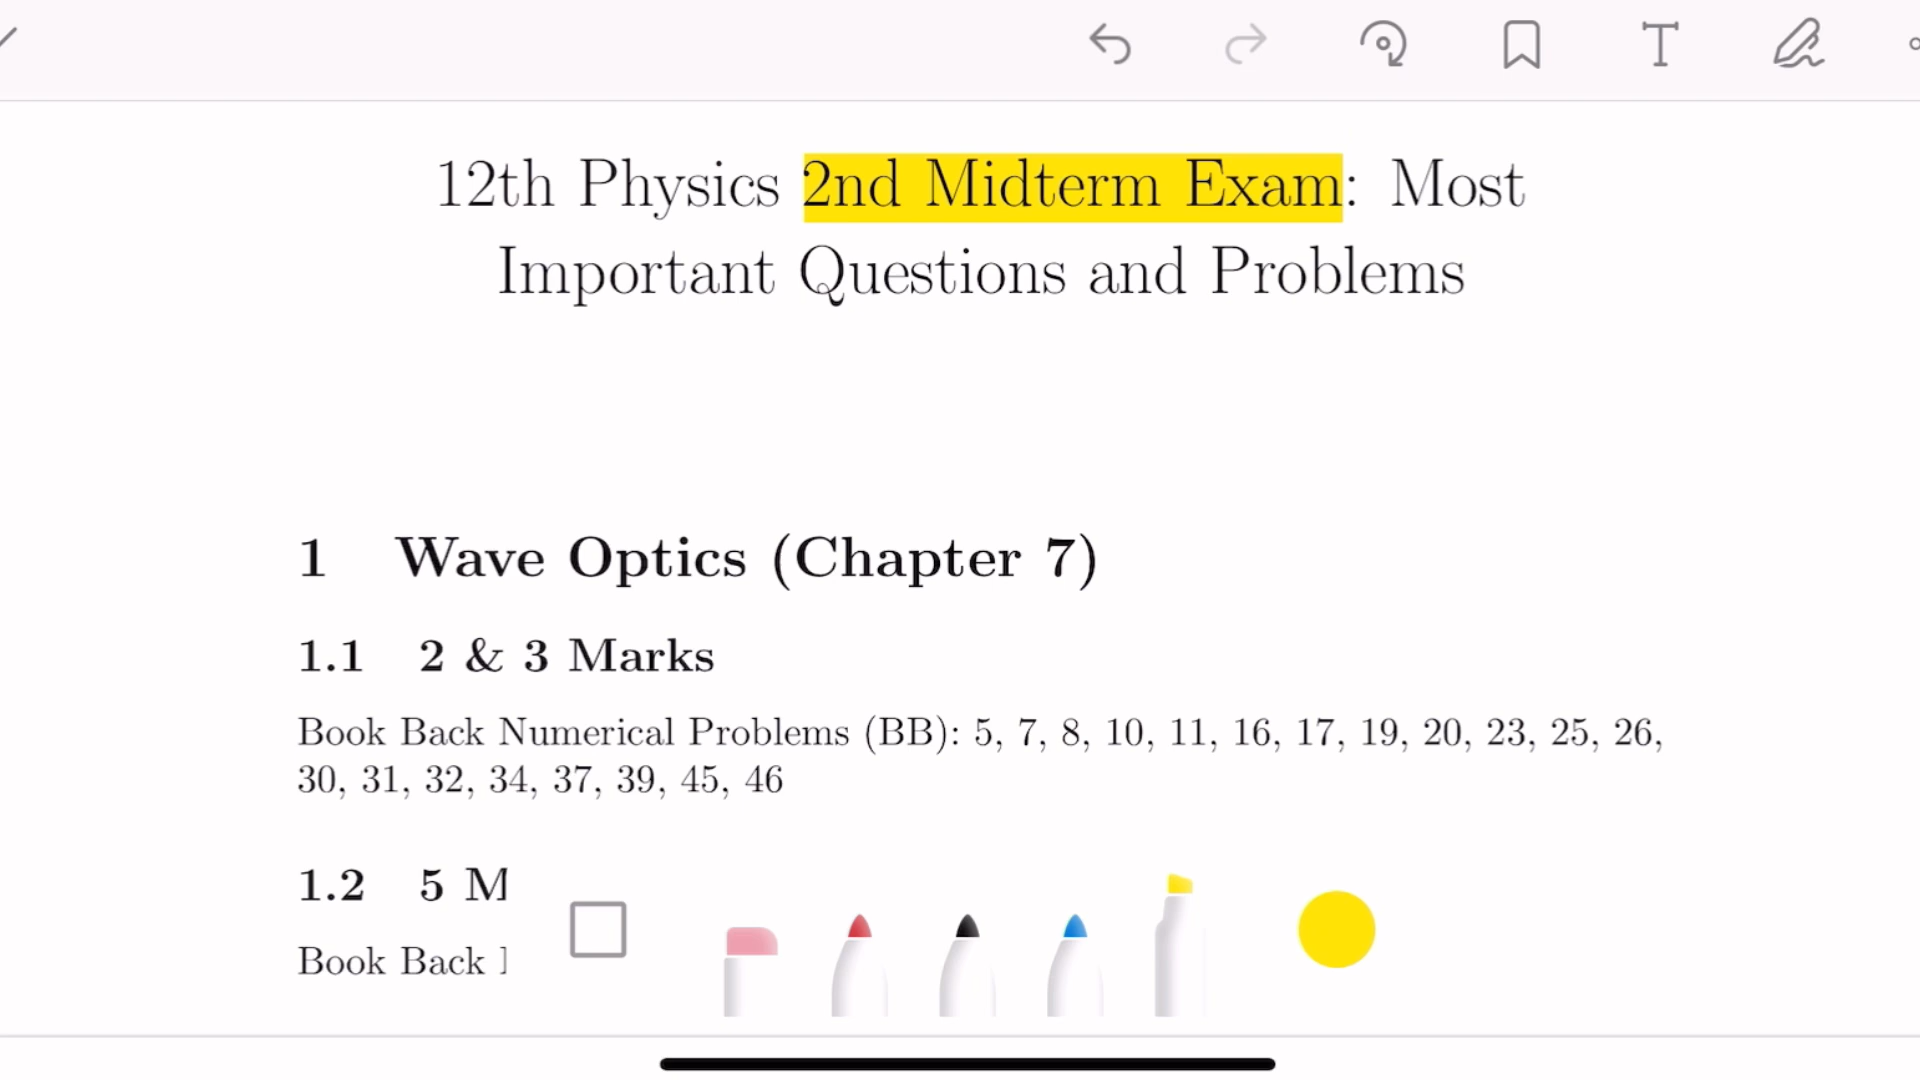 12th Physics 2nd Midterm Exam: Most
Important Questions and Problems
1 Wave Optics (Chapter 7)
1.1 2 & 3 Marks
Book Back Numerical Problems (BB): 5, 7, 8, 10, 11, 16, 17, 19, 20, 23, 25, 26,
30, 31, 32, 34, 37, 39, 45, 46
1.2 5 M
Book Back